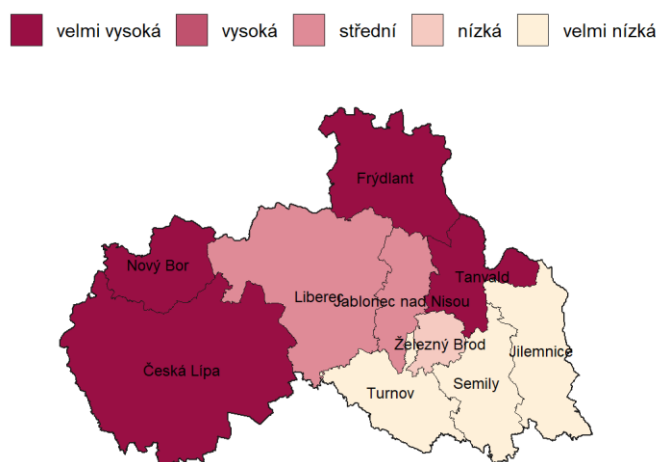 velmi vysoká vysoká střední nízká velmi nízká
Frýdlant
Nový Bor
Tanvald
Liberec
Jablonec nad Nisou
Železný Brod
Jilemnice
Česká Lípa
Semily
Turnov